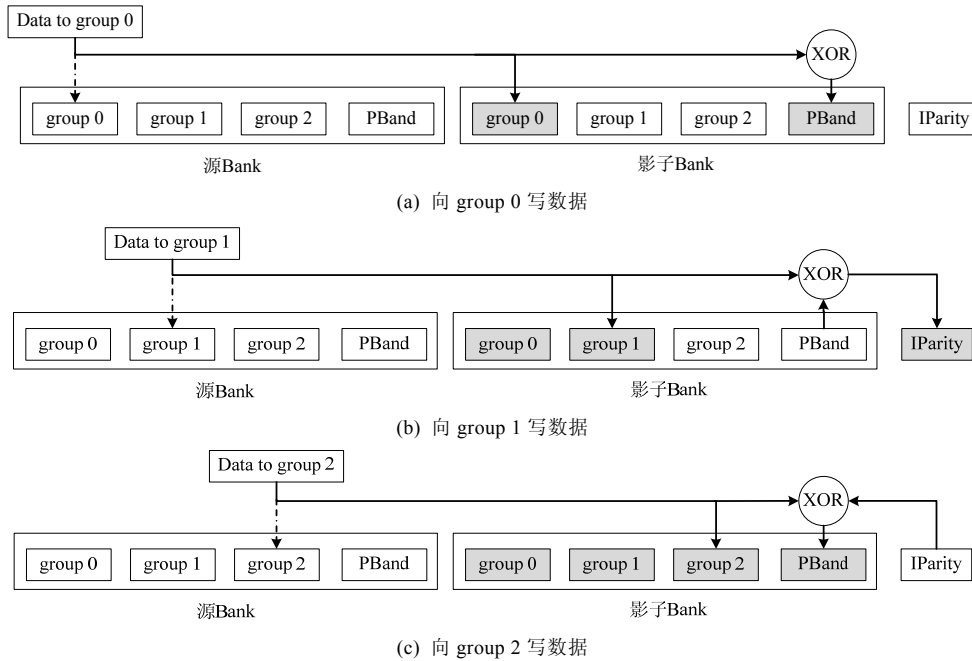 Data to group 0
XOR
group 0 group 1 group 2 PBand group 0 group 1 group 2 PBand IParity
源Bank 影子Bank
(a) 向 group 0 写数据
Data to group 1
XOR
group 0 group 1 group 2 PBand group 0 group 1 group 2 PBand IParity
源Bank 影子Bank
(b) 向 group 1 写数据
Data to group 2
XOR
group 0 group 1 group 2 PBand group 0 group 1 group 2 PBand IParity
源Bank 影子Bank
(c) 向 group 2 写数据